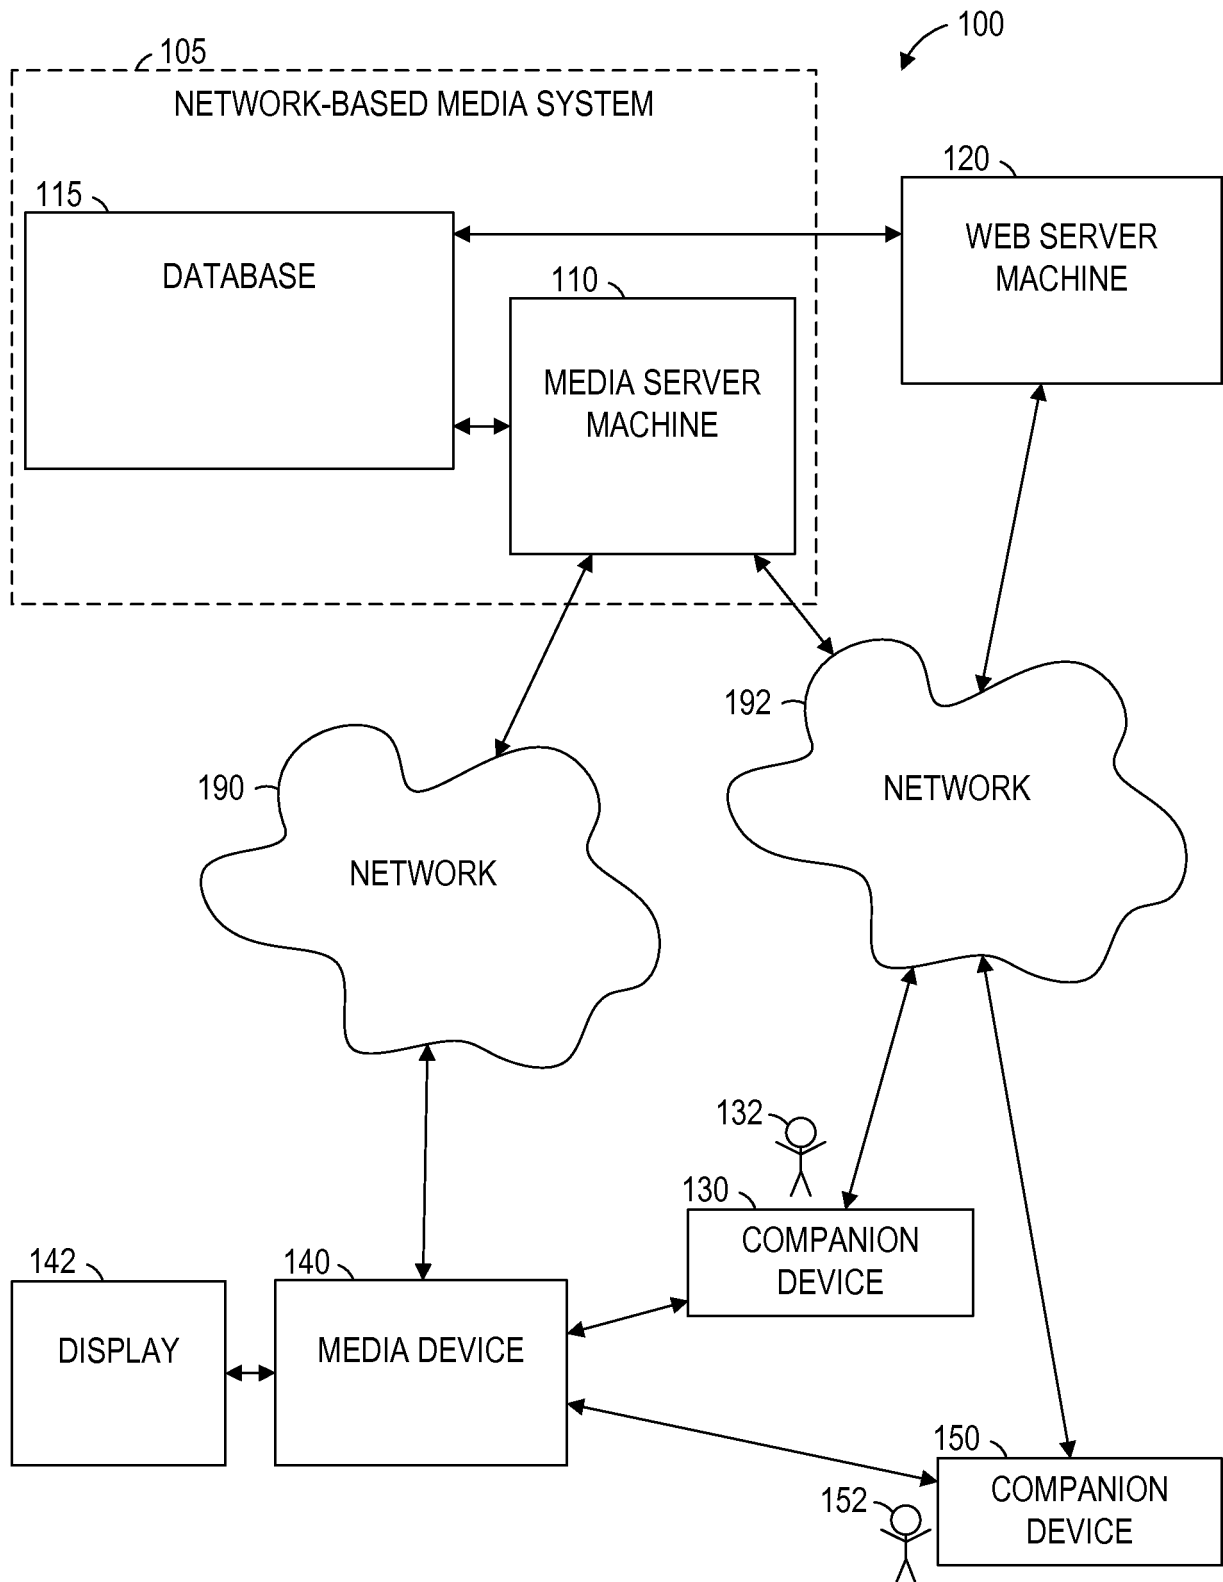 100
105
NETWORK-BASED MEDIA SYSTEM
120
WEB SERVER
MACHINE
115
DATABASE
110
MEDIA SERVER
MACHINE
192
NETWORK
190
NETWORK
132
130
COMPANION
DEVICE
142
DISPLAY
140
MEDIA DEVICE
150
COMPANION
DEVICE
152